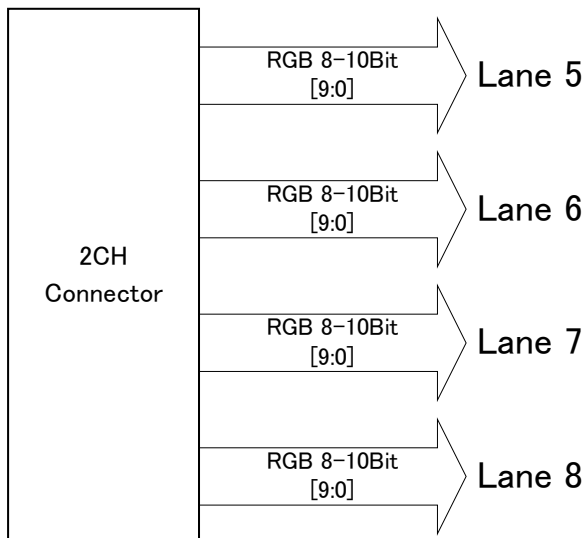 RGB 8-10Bit
[9:0]
Lane 5
RGB 8-10Bit
[9:0]
Lane 6
2CH
Connector
RGB 8-10Bit
[9:0]
Lane 7
RGB 8-10Bit
[9:0]
Lane 8